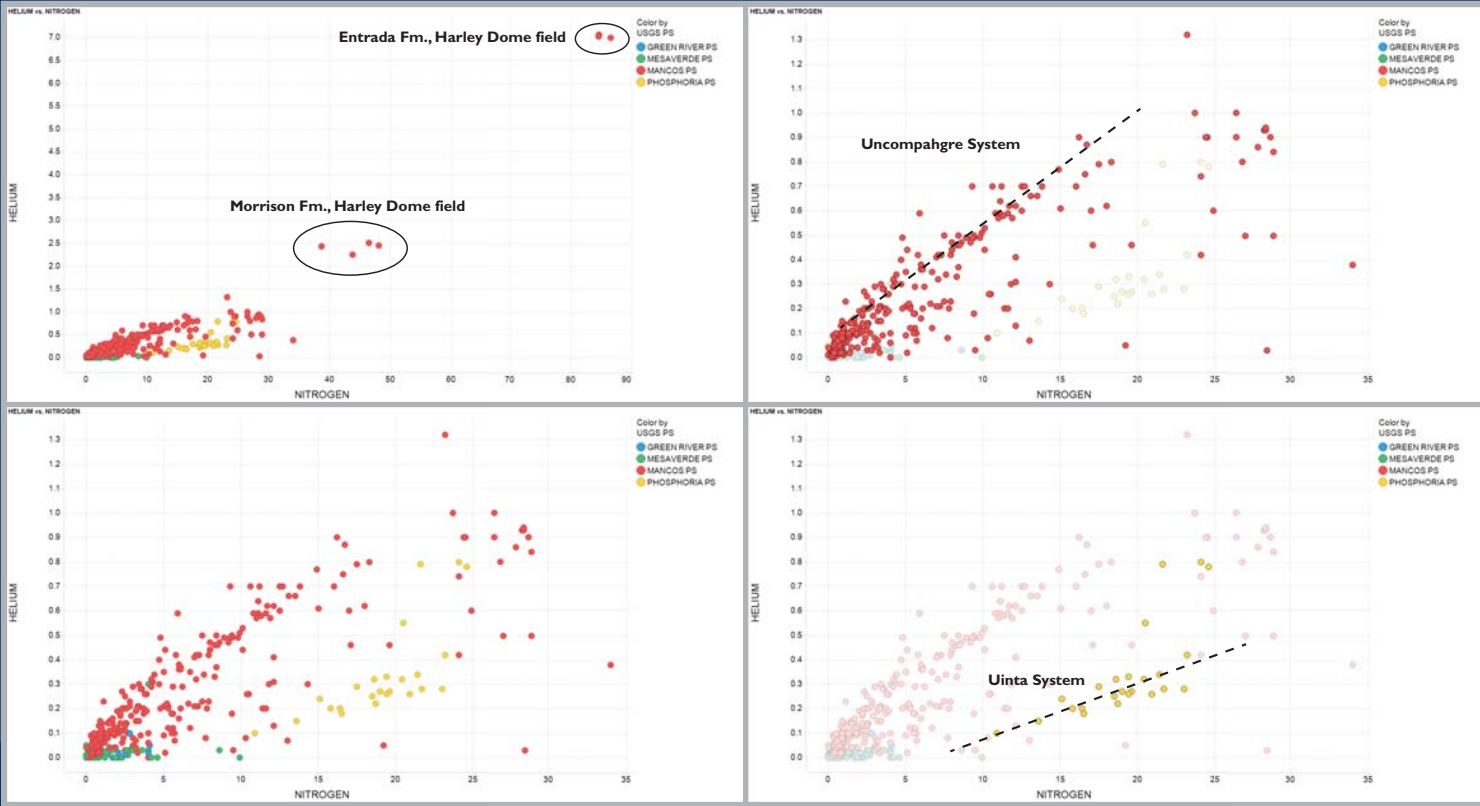 HELIUM vs. NITROGEN
Entrada Fm., Harley Dome field
Morrison Fm., Harley Dome field
Color by
USGS PS
GREEN RIVER PS
MESAVERDE PS
MANCOS PS
PHOSPHORIA PS
HELIUM
7.0
6.5
6.0
5.5
5.0
4.5
4.0
3.5
3.0
2.5
2.0
1.5
1.0
0.5
0.0
0 10 20 30 40 50 60 70 80 90
NITROGEN
HELIUM vs. NITROGEN
Uncompahgre System
Color by
USGS PS
GREEN RIVER PS
MESAVERDE PS
MANCOS PS
PHOSPHORIA PS
HELIUM
1.3
1.2
1.1
1.0
0.9
0.8
0.7
0.6
0.5
0.4
0.3
0.2
0.1
0.0
0 5 10 15 20 25 30 35
NITROGEN
HELIUM vs. NITROGEN
Color by
USGS PS
GREEN RIVER PS
MESAVERDE PS
MANCOS PS
PHOSPHORIA PS
HELIUM
1.3
1.2
1.1
1.0
0.9
0.8
0.7
0.6
0.5
0.4
0.3
0.2
0.1
0.0
0 5 10 15 20 25 30 35
NITROGEN
HELIUM vs. NITROGEN
Uinta System
Color by
USGS PS
GREEN RIVER PS
MESAVERDE PS
MANCOS PS
PHOSPHORIA PS
HELIUM
1.3
1.2
1.1
1.0
0.9
0.8
0.7
0.6
0.5
0.4
0.3
0.2
0.1
0.0
0 5 10 15 20 25 30 35
NITROGEN